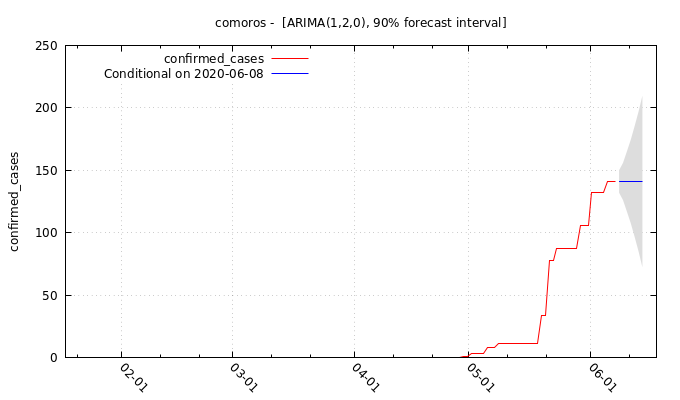 comoros - [ARIMA(1,2,0), 90% forecast interval]
confirmed_cases
Conditional on 2020-06-08
250
200
150
100
50
0
confirmed_cases
02-01
03-01
04-01
05-01
06-01